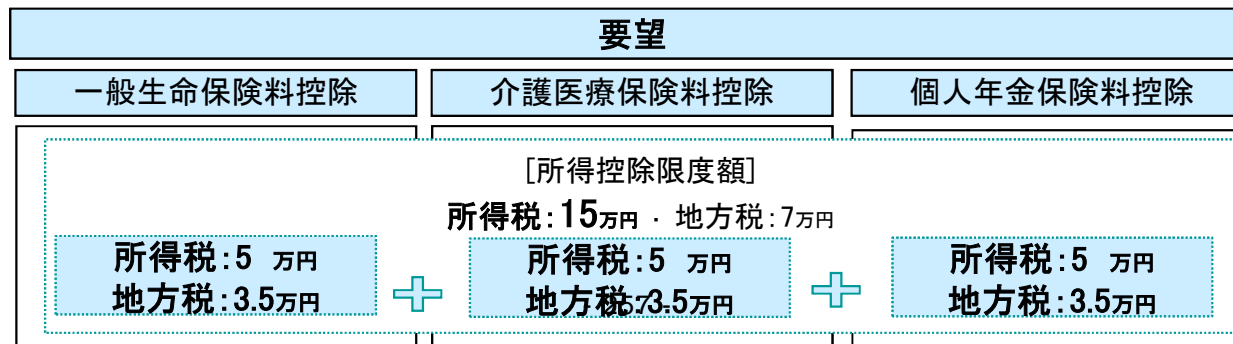 要望
一般生命保険料控除
介護医療保険料控除
個人年金保険料控除
[所得控除限度額]
所得税:15万円 · 地方税:7万円
所得税:5 万円
地方税:3.5万円
所得税:5 万円
地方税:3.5万円
所得税:5 万円
地方税:3.5万円